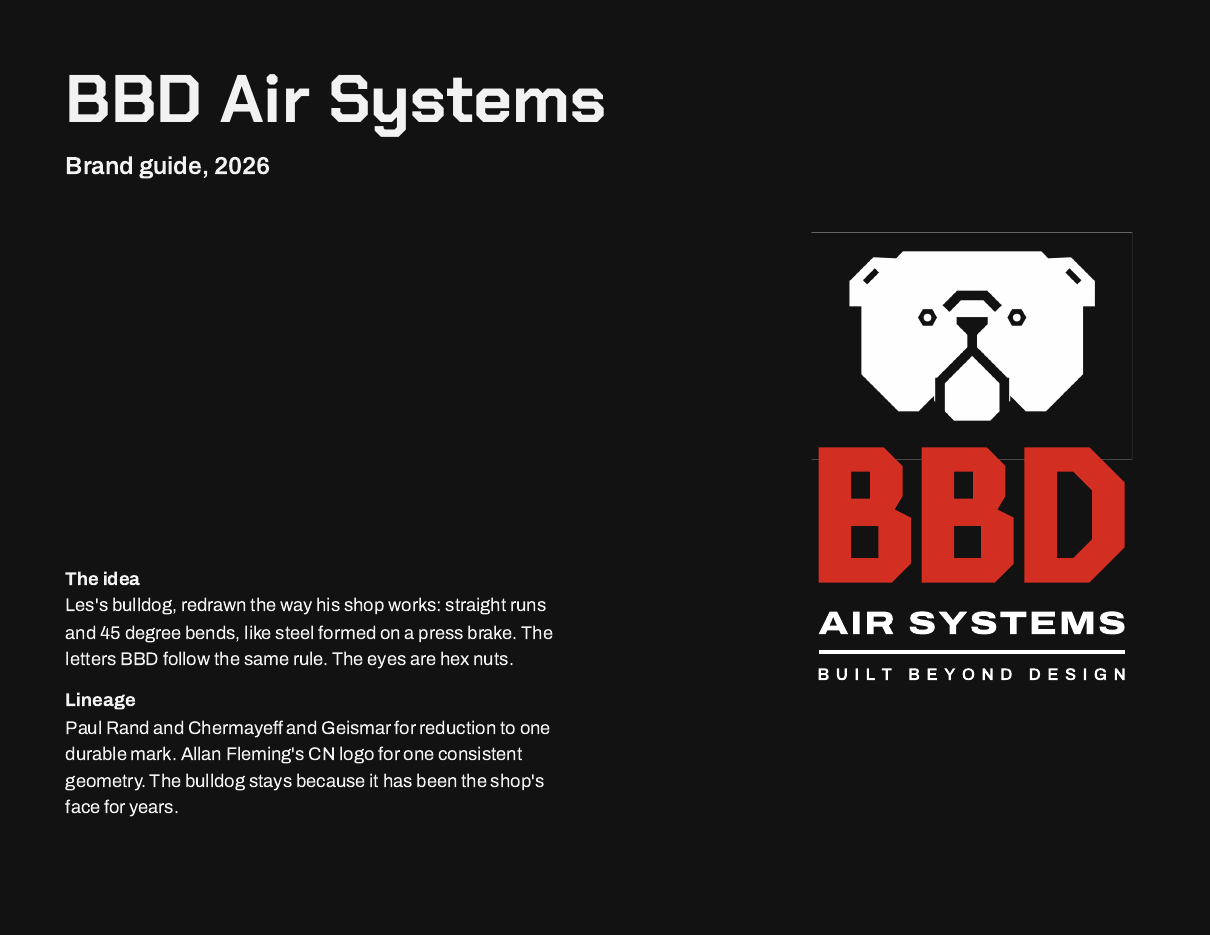 BBD Air Systems
Brand guide, 2026
BBD
AIR SYSTEMS
BUILT BEYOND DESIGN
The idea
Les's bulldog, redrawn the way his shop works: straight runs
and 45 degree bends, like steel formed on a press brake. The
letters BBD follow the same rule. The eyes are hex nuts.
Lineage
Paul Rand and Chermayeff and Geismar for reduction to one
durable mark. Allan Fleming's CN logo for one consistent
geometry. The bulldog stays because it has been the shop's
face for years.